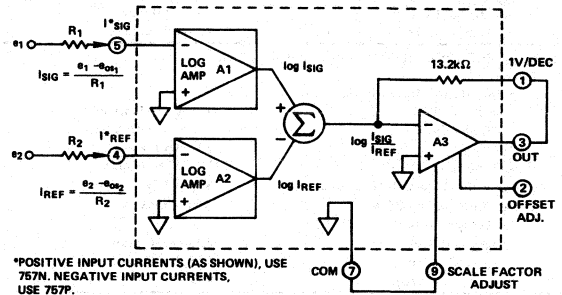 e1
R1
I*SIG
5
ISIG = e1 – eos1 / R1
–
+
LOG AMP
A1
log ISIG
e2
R2
I*REF
4
IREF = e2 – eos2 / R2
–
+
LOG AMP
A2
log IREF
+
–
Σ
log ISIG / IREF
13.2kΩ
1V/DEC
1
–
+
A3
3
OUT
2
OFFSET
ADJ.
COM 7
9 SCALE FACTOR
ADJUST
*POSITIVE INPUT CURRENTS (AS SHOWN), USE
757N. NEGATIVE INPUT CURRENTS,
USE 757P.